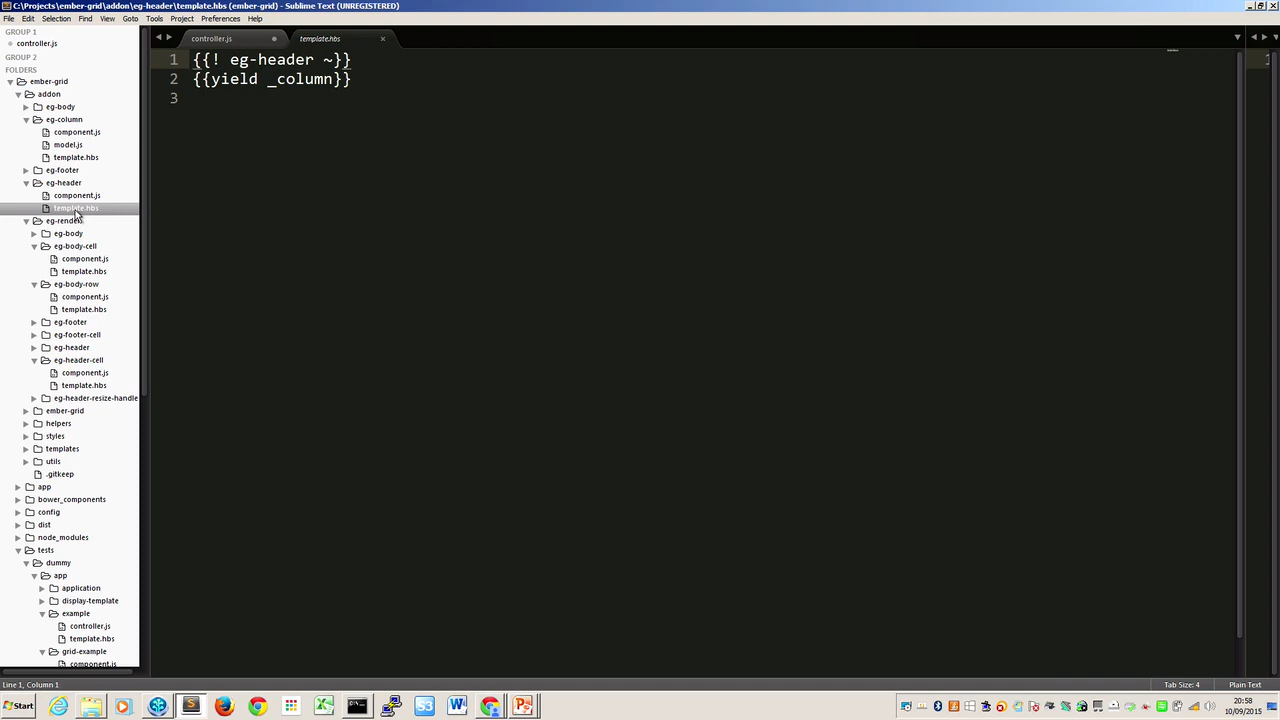 C:\Projects\ember-grid\addon\eg-header\template.hbs (ember-grid) - Sublime Text (UNREGISTERED)
File Edit Selection Find View Goto Tools Project Preferences Help
GROUP 1
controller.js
GROUP 2
FOLDERS
ember-grid
addon
eg-body
eg-column
component.js
model.js
template.hbs
eg-footer
eg-header
component.js
template.hbs
eg-render
eg-body
eg-body-cell
component.js
template.hbs
eg-body-row
component.js
template.hbs
eg-footer
eg-footer-cell
eg-header
eg-header-cell
component.js
template.hbs
eg-header-resize-handle
ember-grid
helpers
styles
templates
utils
.gitkeep
app
bower_components
config
dist
node_modules
tests
dummy
app
application
display-template
example
controller.js
template.hbs
grid-example
component.js
controller.js template.hbs
1 {{! eg-header ~}}
2 {{yield _column}}
3
1
Line 1, Column 1 Tab Size: 4 Plain Text
Start
20:58
10/09/2015